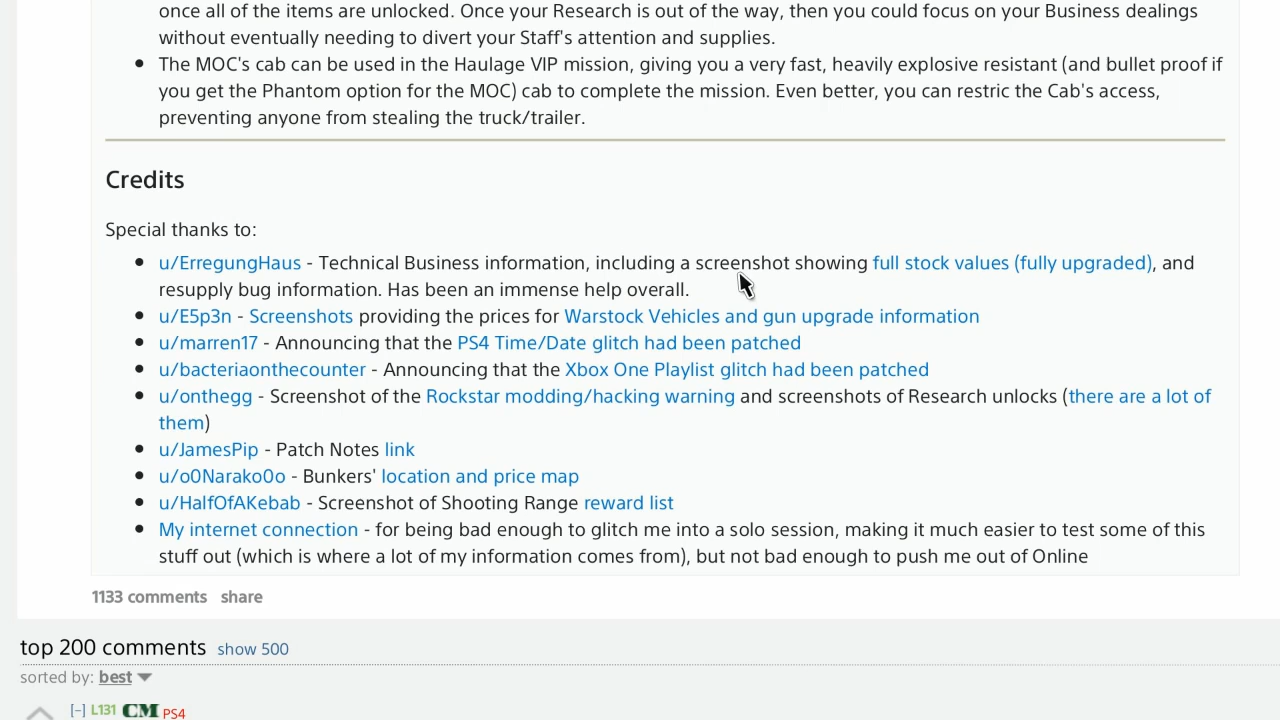 once all of the items are unlocked. Once your Research is out of the way, then you could focus on your Business dealings
without eventually needing to divert your Staff's attention and supplies.
The MOC's cab can be used in the Haulage VIP mission, giving you a very fast, heavily explosive resistant (and bullet proof if
you get the Phantom option for the MOC) cab to complete the mission. Even better, you can restric the Cab's access,
preventing anyone from stealing the truck/trailer.
Credits
Special thanks to:
u/ErregungHaus - Technical Business information, including a screenshot showing full stock values (fully upgraded), and
resupply bug information. Has been an immense help overall.
u/E5p3n - Screenshots providing the prices for Warstock Vehicles and gun upgrade information
u/marren17 - Announcing that the PS4 Time/Date glitch had been patched
u/bacteriaonthecounter - Announcing that the Xbox One Playlist glitch had been patched
u/onthegg - Screenshot of the Rockstar modding/hacking warning and screenshots of Research unlocks (there are a lot of
them)
u/JamesPip - Patch Notes link
u/o0Narako0o - Bunkers' location and price map
u/HalfOfAKebab - Screenshot of Shooting Range reward list
My internet connection - for being bad enough to glitch me into a solo session, making it much easier to test some of this
stuff out (which is where a lot of my information comes from), but not bad enough to push me out of Online
1133 comments share
top 200 comments show 500
sorted by: best
[–] L131 CM PS4